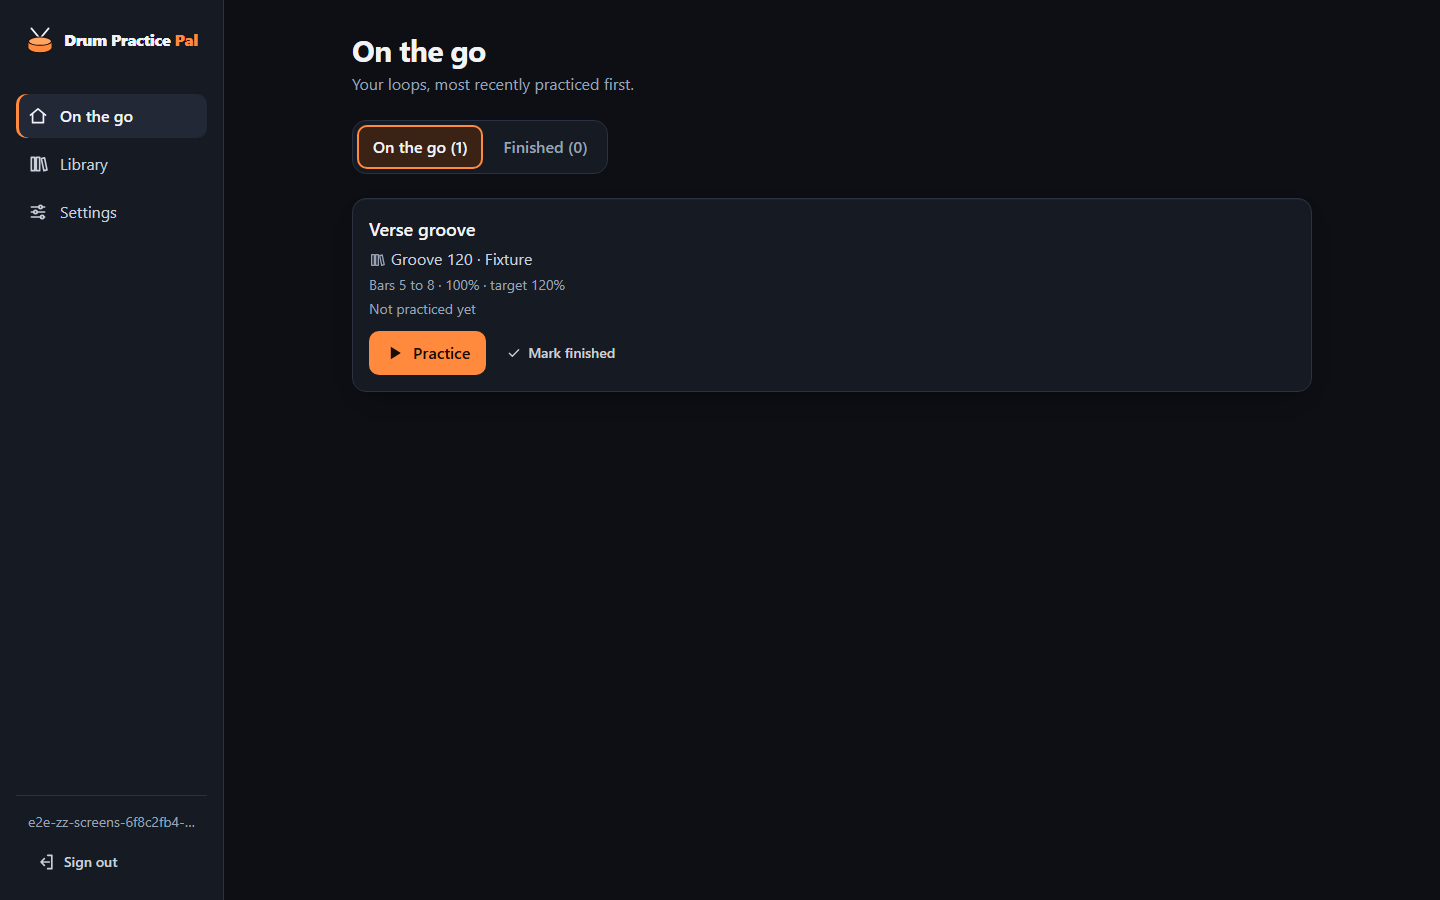 Drum Practice Pal
On the go
Library
Settings
e2e-zz-screens-6f8c2fb4-...
Sign out
On the go
Your loops, most recently practiced first.
On the go (1)
Finished (0)
Verse groove
Groove 120 · Fixture
Bars 5 to 8 · 100% · target 120%
Not practiced yet
Practice
Mark finished